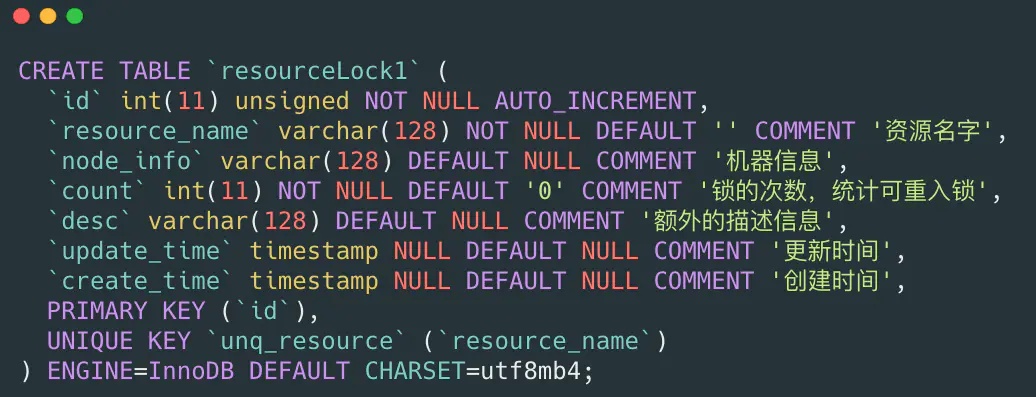 CREATE TABLE `resourceLock1` (
  `id` int(11) unsigned NOT NULL AUTO_INCREMENT,
  `resource_name` varchar(128) NOT NULL DEFAULT '' COMMENT '资源名字',
  `node_info` varchar(128) DEFAULT NULL COMMENT '机器信息',
  `count` int(11) NOT NULL DEFAULT '0' COMMENT '锁的次数，统计可重入锁',
  `desc` varchar(128) DEFAULT NULL COMMENT '额外的描述信息',
  `update_time` timestamp NULL DEFAULT NULL COMMENT '更新时间',
  `create_time` timestamp NULL DEFAULT NULL COMMENT '创建时间',
  PRIMARY KEY (`id`),
  UNIQUE KEY `unq_resource` (`resource_name`)
) ENGINE=InnoDB DEFAULT CHARSET=utf8mb4;